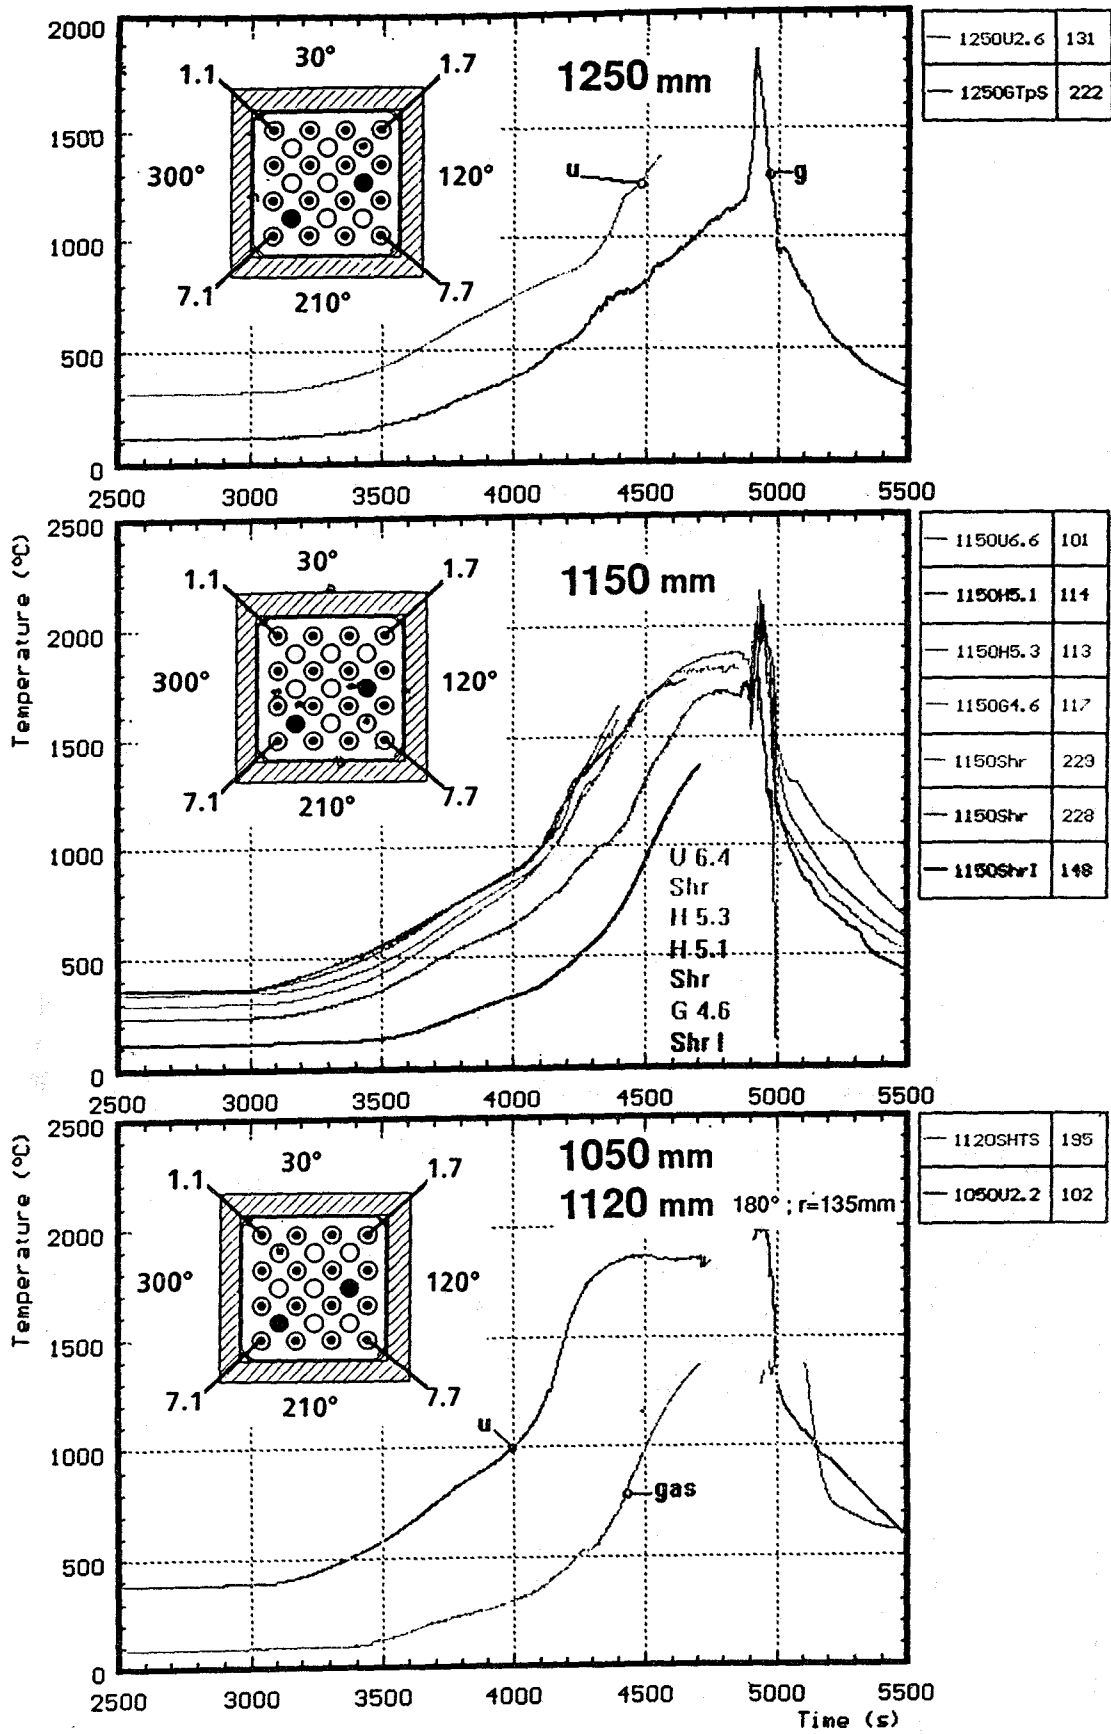 2000
1500
1000
500
0
30°
1.1
1.7
300°
120°
7.1
210°
7.7
1250 mm
u
g
1250U2.6 131
1250GTpS 222
2500 3000 3500 4000 4500 5000 5500
Temperature (°C)
2500
2000
1500
1000
500
0
30°
1.1
1.7
300°
120°
7.1
210°
7.7
1150 mm
U 6.4
Shr
H 5.3
H 5.1
Shr
G 4.6
Shr I
1150U6.6 101
1150H5.1 114
1150H5.3 113
1150G4.6 117
1150Shr 229
1150Shr 228
1150ShrI 148
2500 3000 3500 4000 4500 5000 5500
Temperature (°C)
2500
2000
1500
1000
500
0
30°
1.1
1.7
300°
120°
7.1
210°
7.7
1050 mm
1120 mm 180° ; r=135mm
u
gas
1120SHTS 195
1050U2.2 102
2500 3000 3500 4000 4500 5000 5500
Time (s)